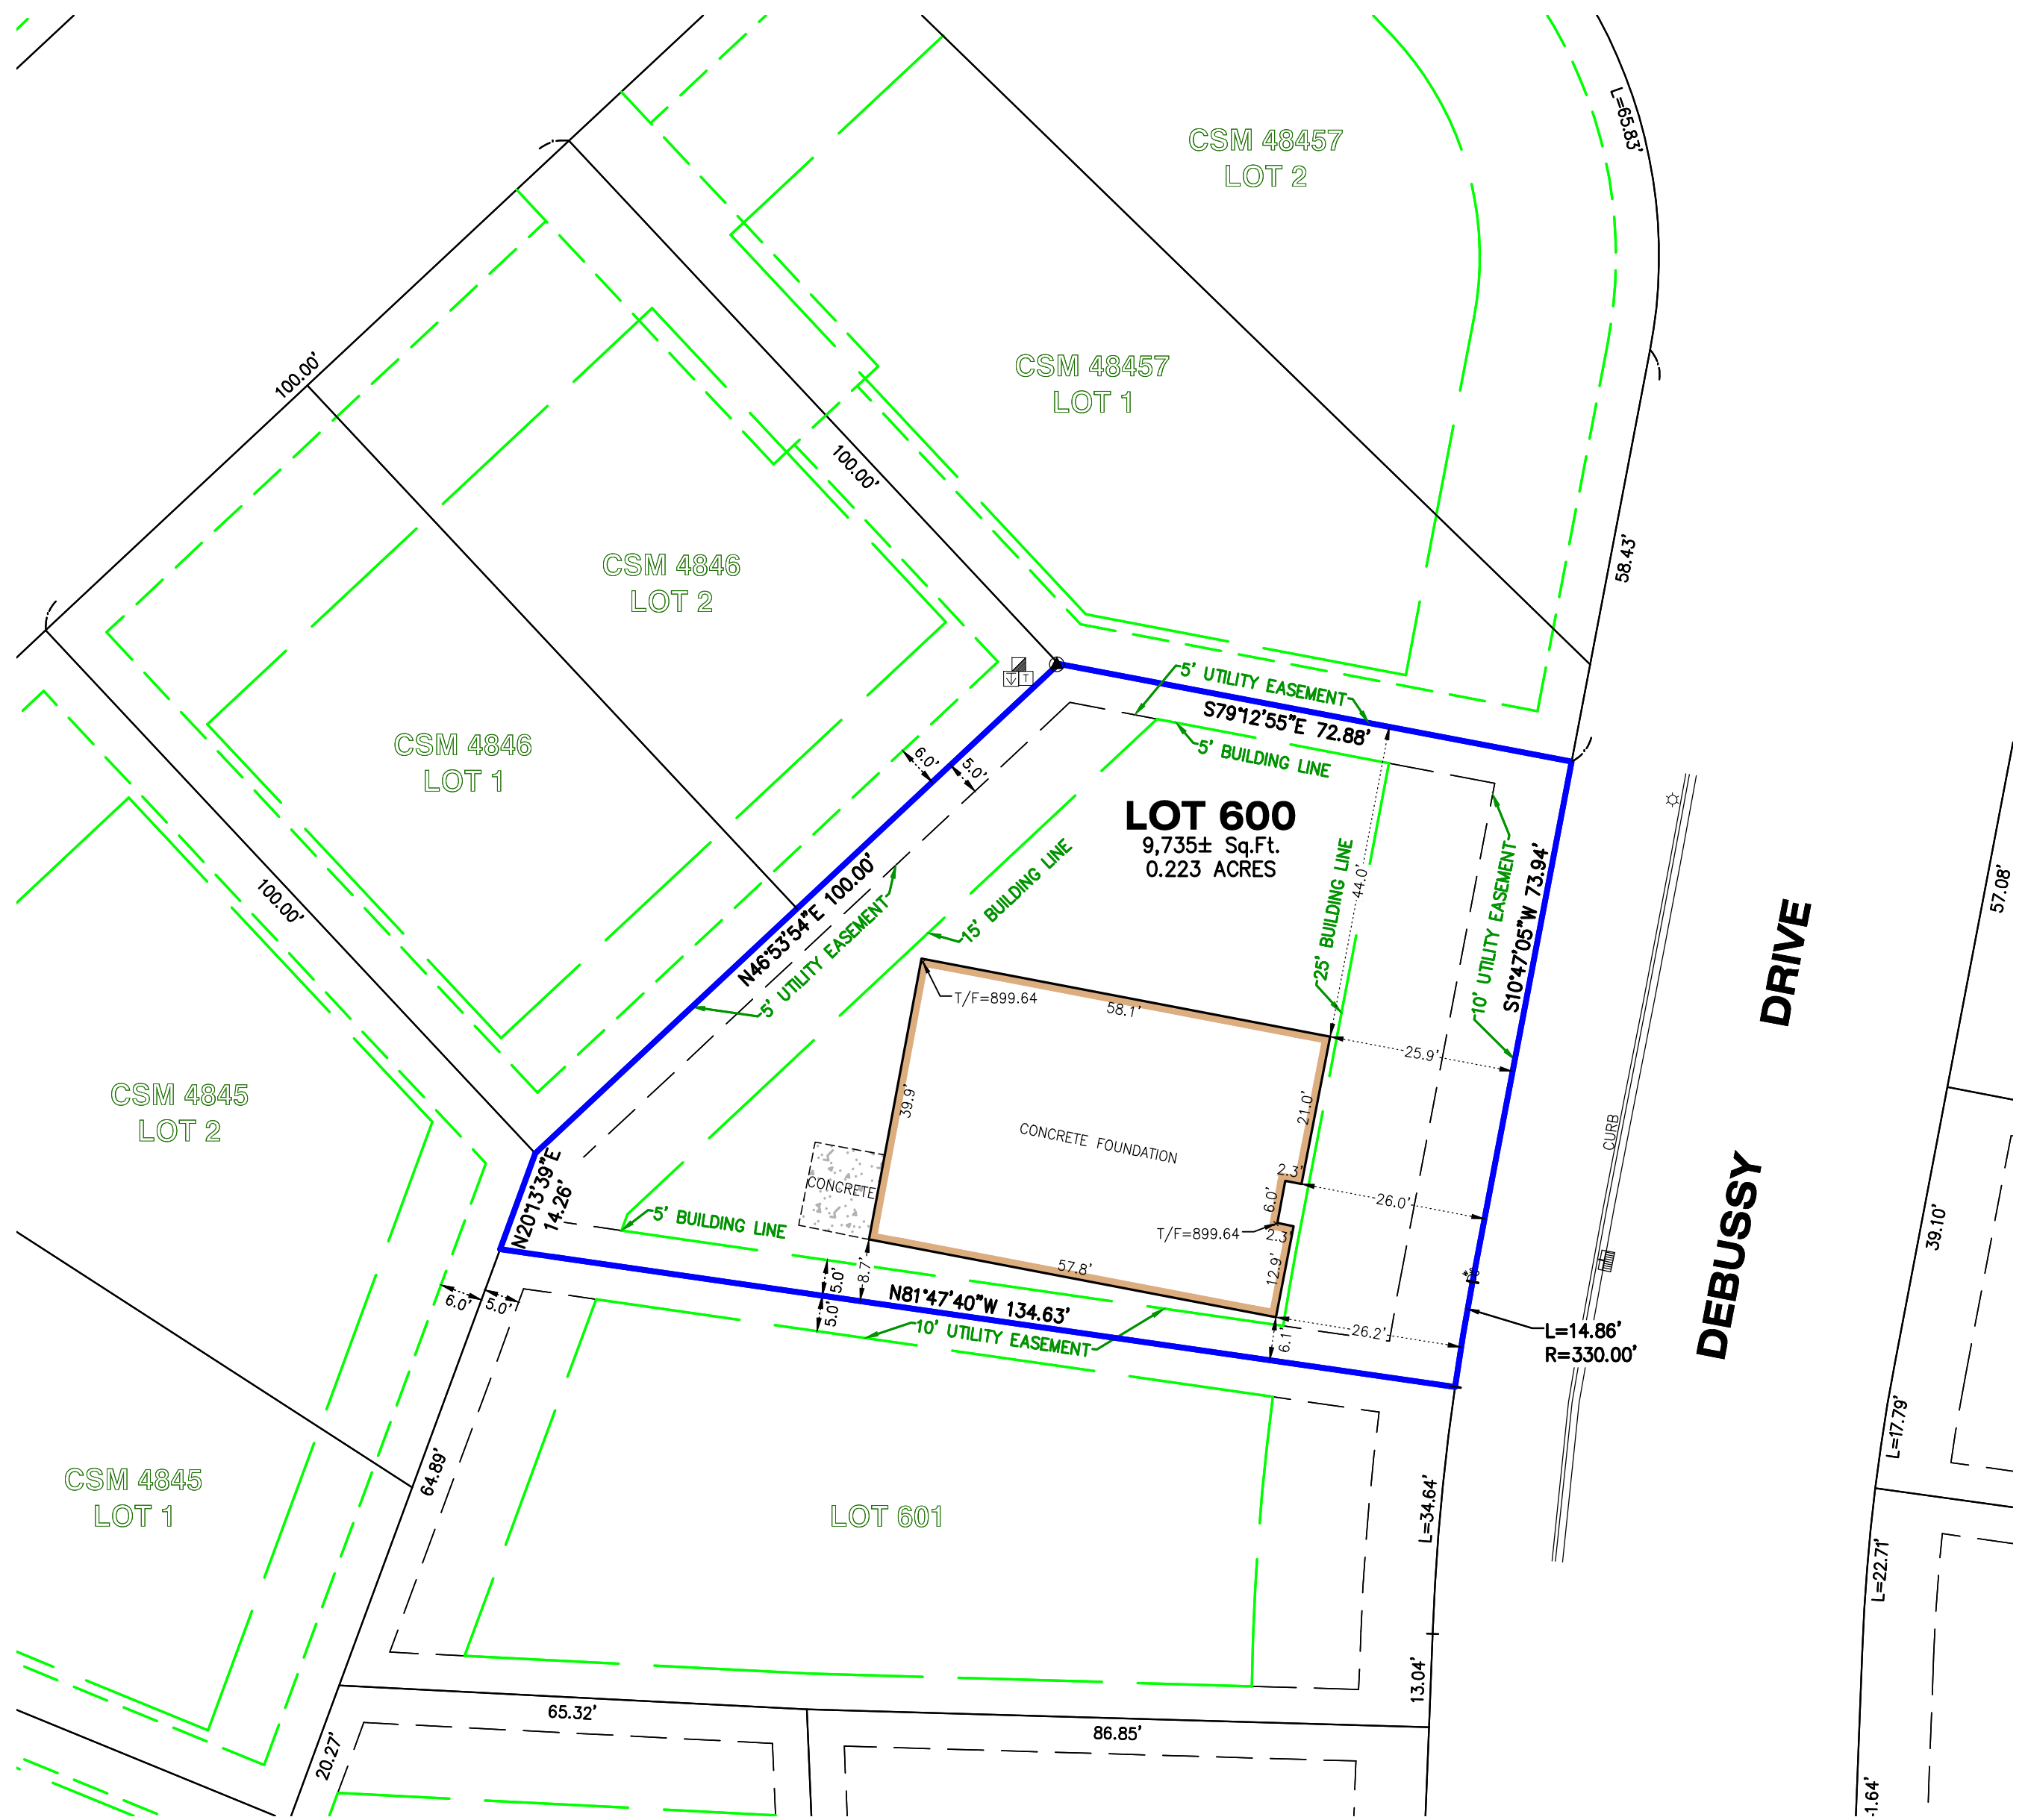 L=65.83'
CSM 48457
LOT 2
100.00'
CSM 48457
LOT 1
100.00'
58.43'
CSM 4846
LOT 2
CSM 4846
LOT 1
5' UTILITY EASEMENT
S79°12'55"E 72.88'
5' BUILDING LINE
6.0'
5.0'
LOT 600
9,735± Sq.Ft.
0.223 ACRES
T
100.00'
N46°53'54"E 100.00'
5' UTILITY EASEMENT
15' BUILDING LINE
25' BUILDING LINE
44.0'
10' UTILITY EASEMENT
S10°47'05"W 73.94'
57.08'
DEBUSSY DRIVE
T/F=899.64
58.1'
25.9'
39.9'
21.0'
CONCRETE FOUNDATION
CURB
CSM 4845
LOT 2
N20°13'39"E
14.26'
CONCRETE
2.3'
6.0'
26.0'
5' BUILDING LINE
T/F=899.64
2.3'
12.9'
39.10'
57.8'
8.7'
5.0'
5.0'
N81°47'40"W 134.63'
10' UTILITY EASEMENT
6.1'
26.2'
L=14.86'
R=330.00'
6.0'
5.0'
64.89'
L=17.79'
CSM 4845
LOT 1
LOT 601
L=34.64'
L=22.71'
13.04'
65.32'
86.85'
20.27'
1.64'